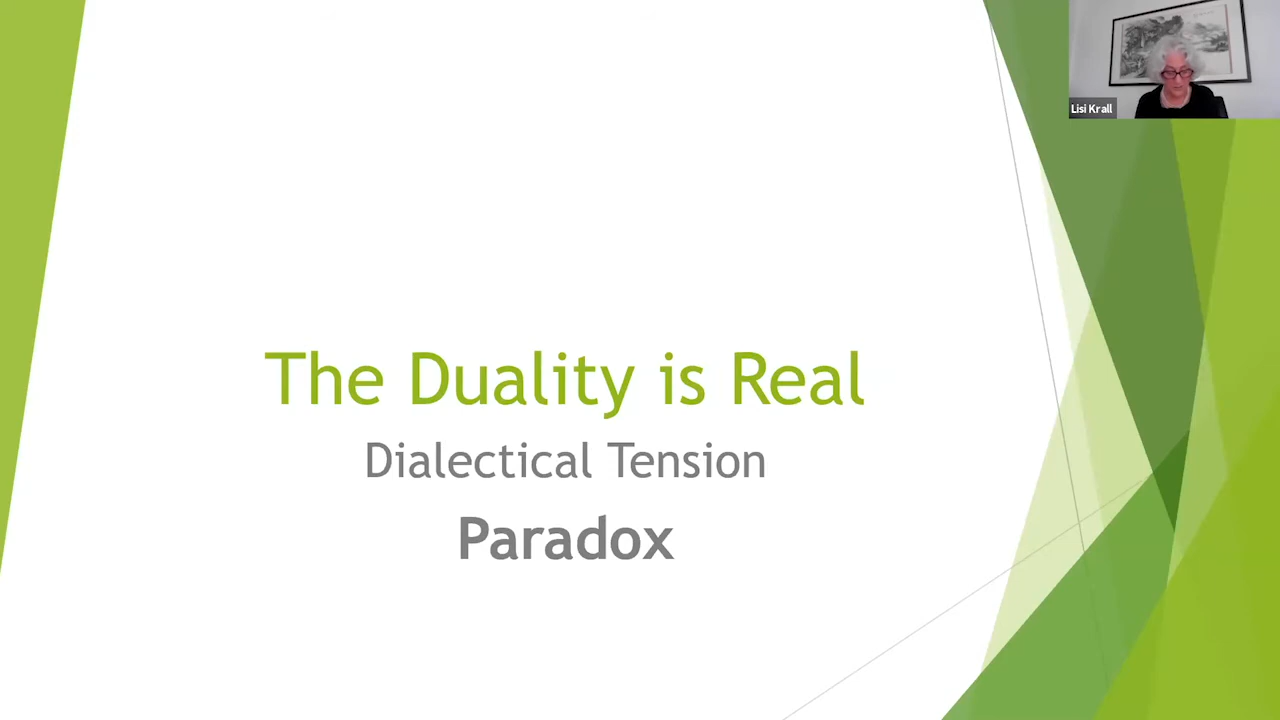 Lisi Krall
The Duality is Real
Dialectical Tension
Paradox